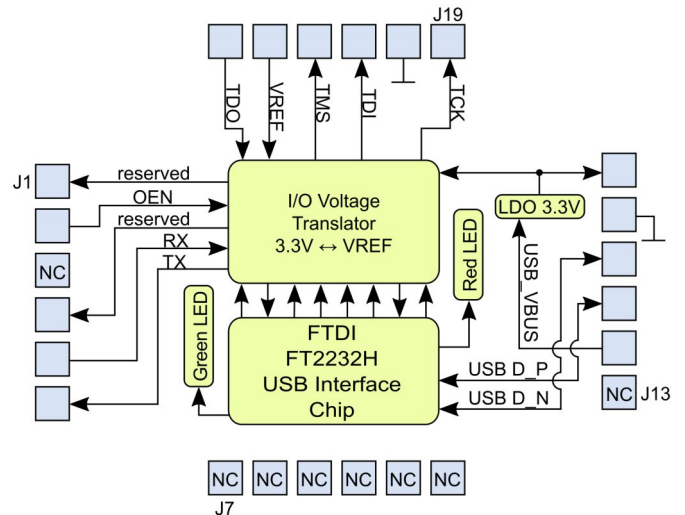 J19
TDO
VREF
TMS
TDI
TCK
J1
reserved
OEN
reserved
NC
RX
TX
I/O Voltage
Translator
3.3V ↔ VREF
LDO 3.3V
Red LED
USB_VBUS
Green LED
FTDI
FT2232H
USB Interface
Chip
USB D_P
USB D_N
NC
J13
NC
NC
NC
NC
NC
NC
J7